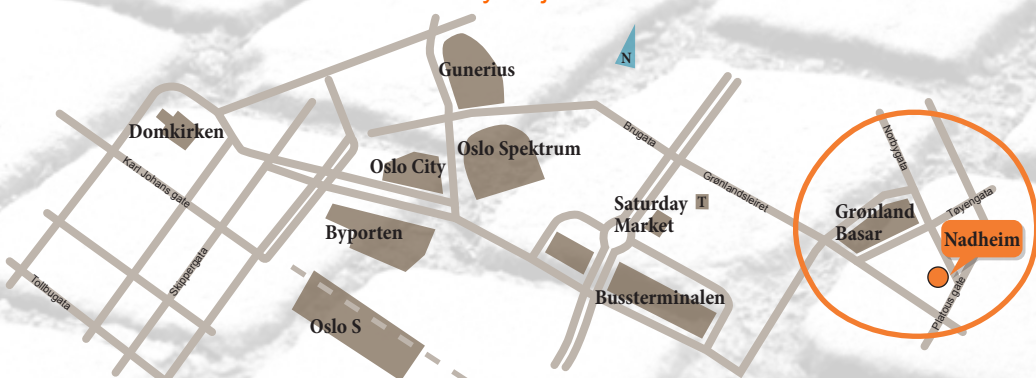 Gunerius
N
Domkirken
Brugata
Norbygata
Oslo City
Oslo Spektrum
Karl Johans gate
Grønlandsleiret
Saturday
Market
T
Tøyengata
Grønland
Basar
Byporten
Nadheim
Skippergata
Tollbugata
Bussterminalen
Platous gate
Oslo S